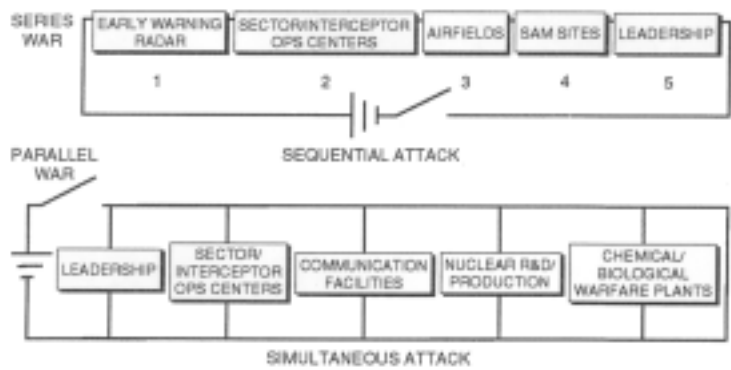 SERIES
WAR
EARLY WARNING
RADAR
SECTOR/INTERCEPTOR
OPS CENTERS
AIRFIELDS
SAM SITES
LEADERSHIP
1
2
3
4
5
SEQUENTIAL ATTACK
PARALLEL
WAR
LEADERSHIP
SECTOR/
INTERCEPTOR
OPS CENTERS
COMMUNICATION
FACILITIES
NUCLEAR R&D/
PRODUCTION
CHEMICAL/
BIOLOGICAL
WARFARE PLANTS
SIMULTANEOUS ATTACK